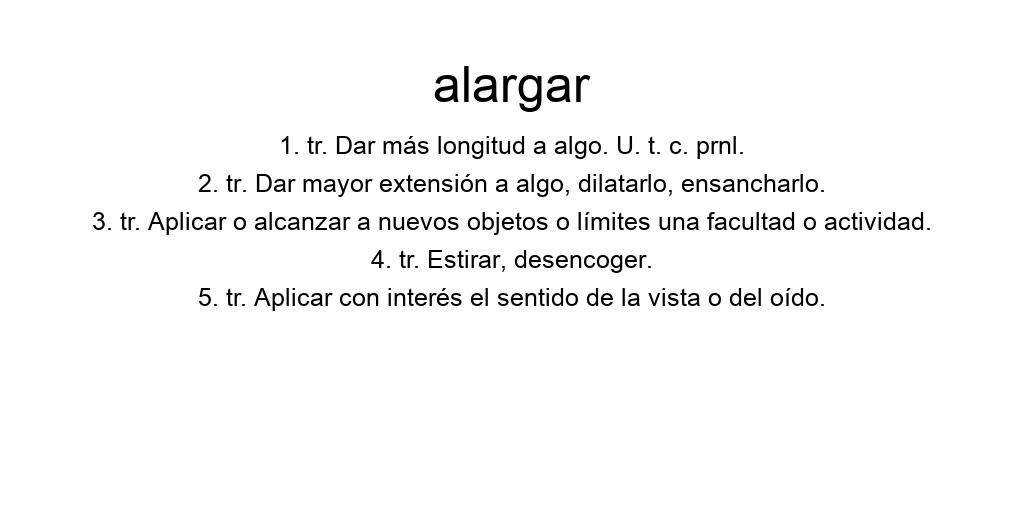 alargar
1. tr. Dar más longitud a algo. U. t. c. prnl.
2. tr. Dar mayor extensión a algo, dilatarlo, ensancharlo.
3. tr. Aplicar o alcanzar a nuevos objetos o límites una facultad o actividad.
4. tr. Estirar, desencoger.
5. tr. Aplicar con interés el sentido de la vista o del oído.